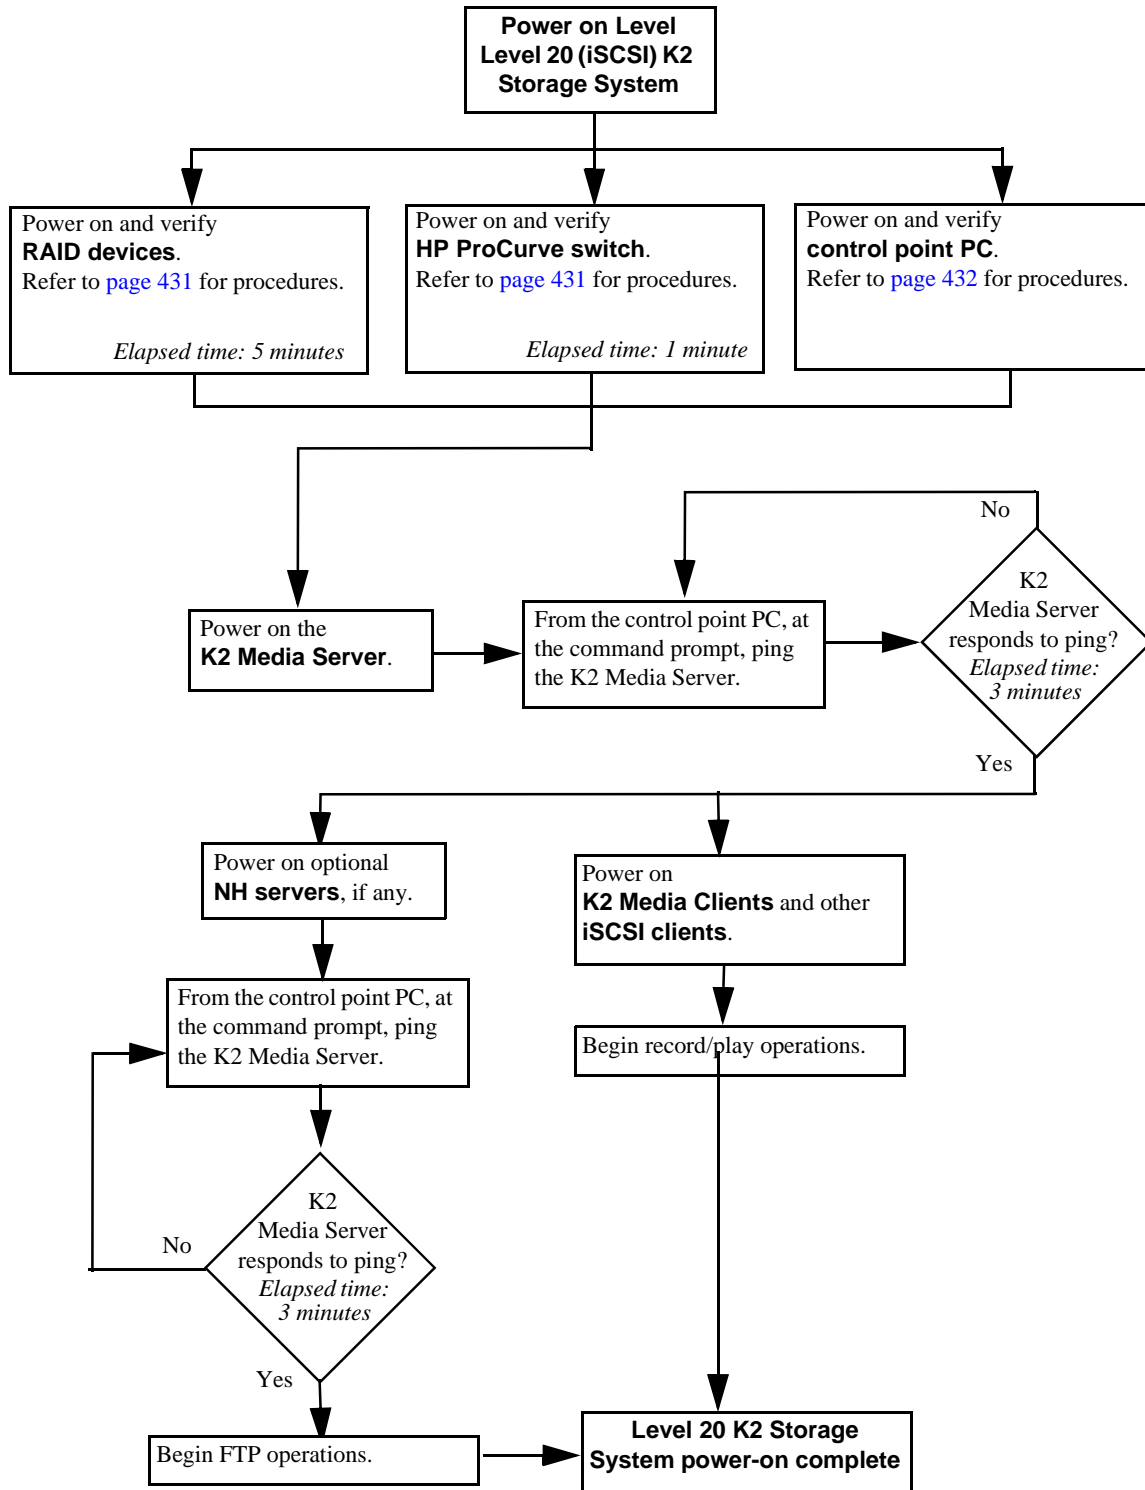 Power on Level
Level 20 (iSCSI) K2
Storage System
Power on and verify
RAID devices.
Refer to page 431 for procedures.
Elapsed time: 5 minutes
Power on and verify
HP ProCurve switch.
Refer to page 431 for procedures.
Elapsed time: 1 minute
Power on and verify
control point PC.
Refer to page 432 for procedures.
Power on the
K2 Media Server.
From the control point PC, at
the command prompt, ping
the K2 Media Server.
No
K2
Media Server
responds to ping?
Elapsed time:
3 minutes
Yes
Power on optional
NH servers, if any.
Power on
K2 Media Clients and other
iSCSI clients.
From the control point PC, at
the command prompt, ping
the K2 Media Server.
Begin record/play operations.
K2
Media Server
responds to ping?
Elapsed time:
3 minutes
No
Yes
Begin FTP operations.
Level 20 K2 Storage
System power-on complete